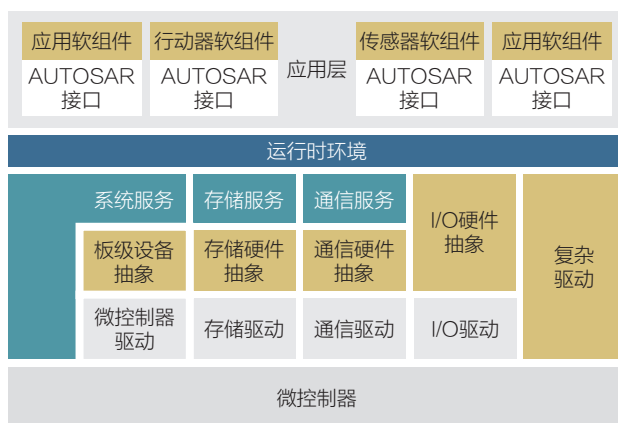 应用软组件
AUTOSAR
接口
行动器软组件
AUTOSAR
接口
应用层
传感器软组件
AUTOSAR
接口
应用软组件
AUTOSAR
接口
运行时环境
系统服务
存储服务
通信服务
I/O硬件
抽象
复杂
驱动
板级设备
抽象
存储硬件
抽象
通信硬件
抽象
微控制器
驱动
存储驱动
通信驱动
I/O驱动
微控制器